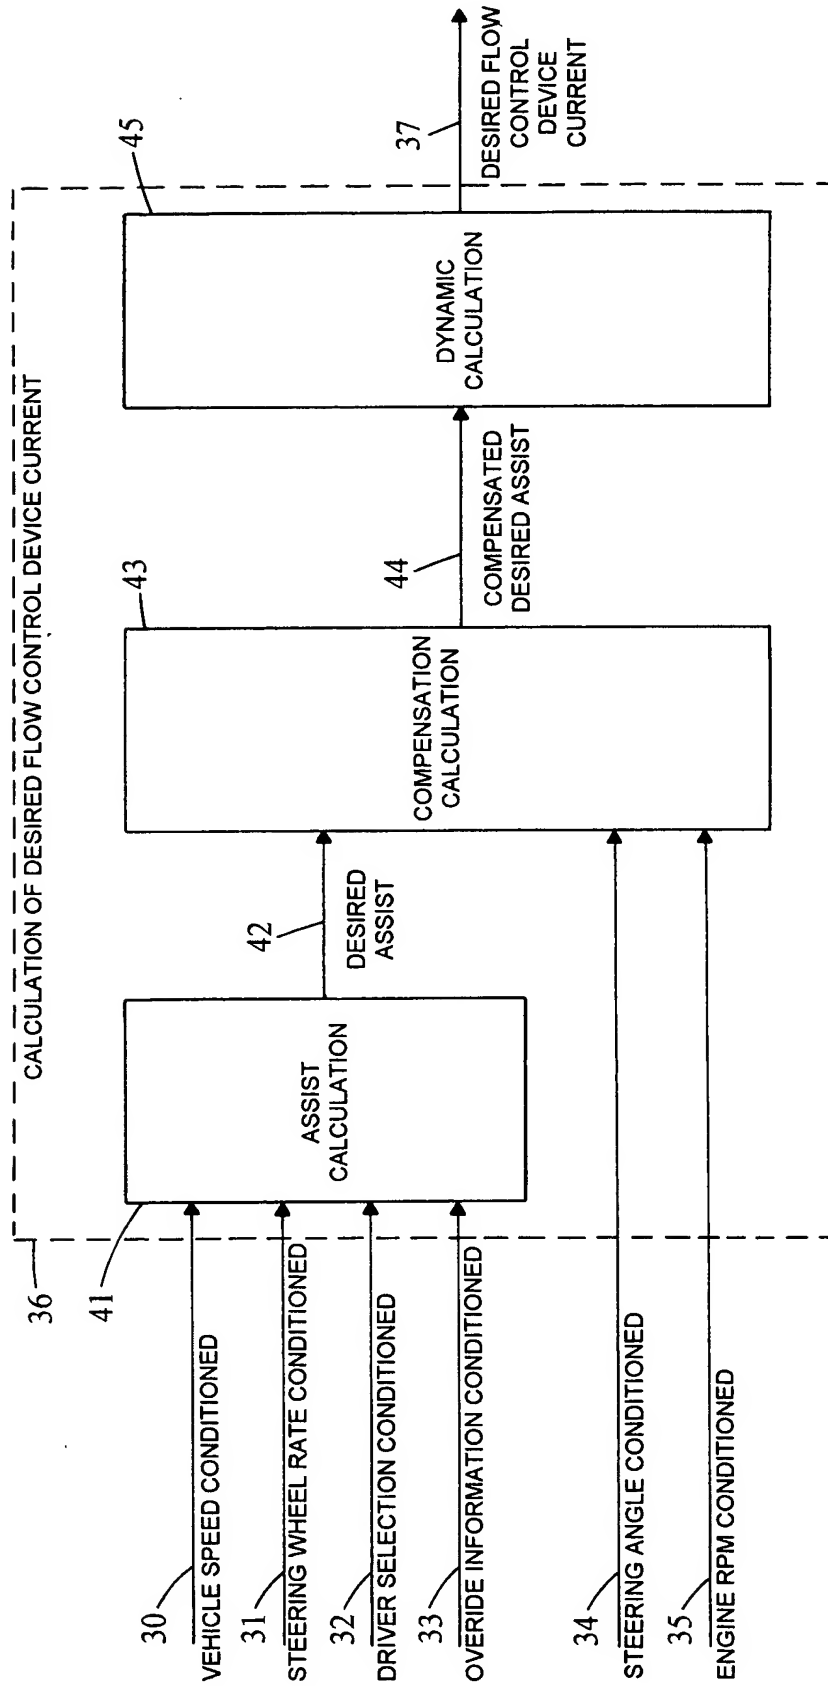 CALCULATION OF DESIRED FLOW CONTROL DEVICE CURRENT
36
41
30
VEHICLE SPEED CONDITIONED
31
STEERING WHEEL RATE CONDITIONED
32
DRIVER SELECTION CONDITIONED
33
OVERIDE INFORMATION CONDITIONED
34
STEERING ANGLE CONDITIONED
35
ENGINE RPM CONDITIONED
ASSIST
CALCULATION
42
DESIRED
ASSIST
43
COMPENSATION
CALCULATION
44
COMPENSATED
DESIRED ASSIST
45
DYNAMIC
CALCULATION
37
DESIRED FLOW
CONTROL
DEVICE
CURRENT